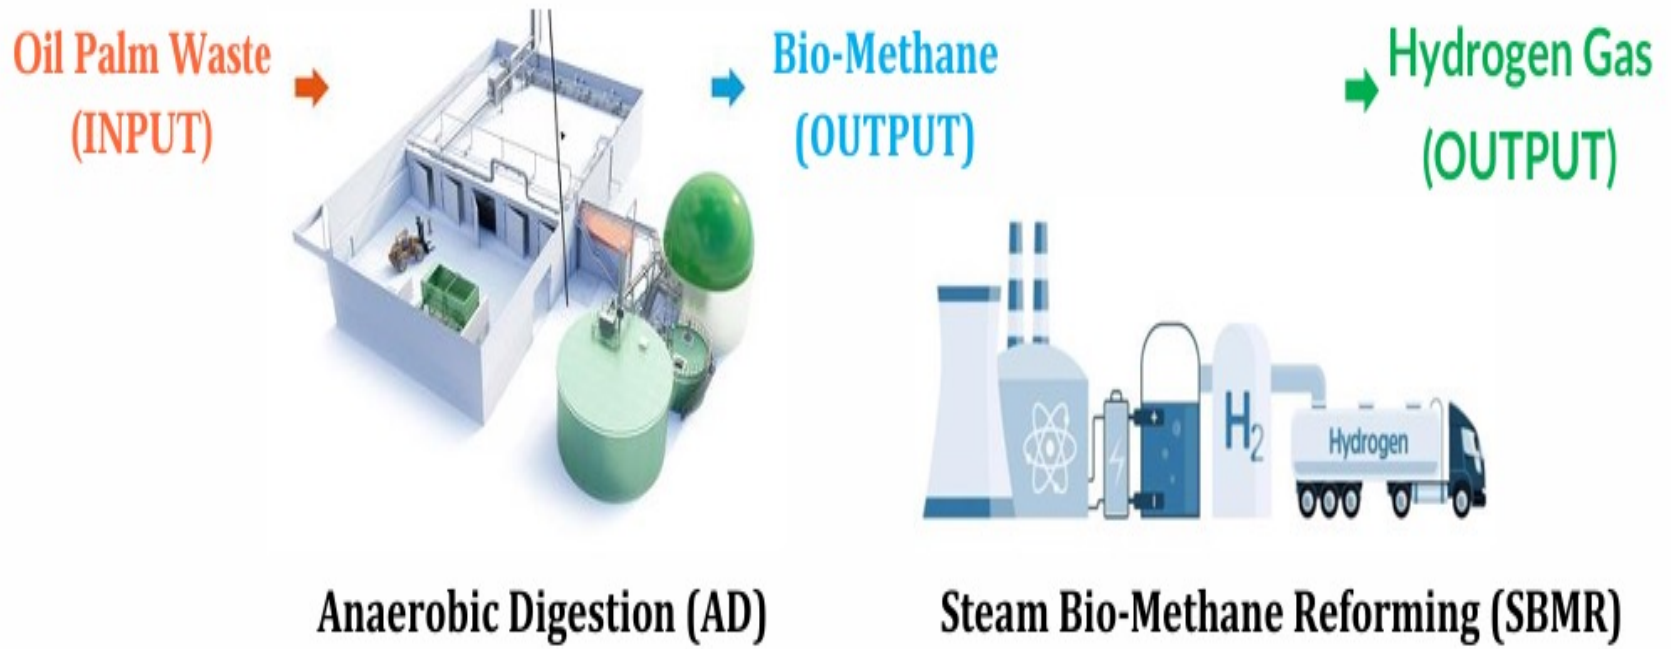 Oil Palm Waste
(INPUT)
Bio-Methane
(OUTPUT)
Hydrogen Gas
(OUTPUT)
H2
Hydrogen
Anaerobic Digestion (AD)
Steam Bio-Methane Reforming (SBMR)